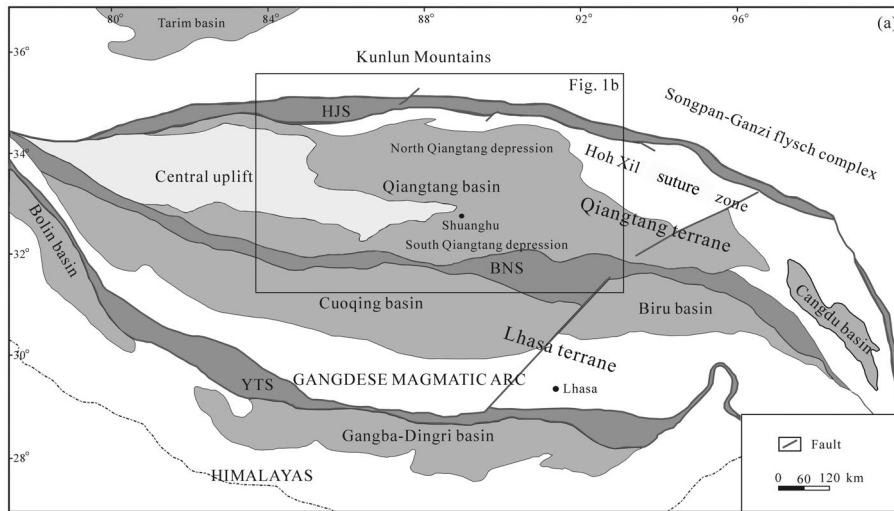 80° 84° 88° 92° 96°
Tarim basin
(a)
36°
Kunlun Mountains
Fig. 1b
HJS
Songpan-Ganzi flysch complex
34°
North Qiangtang depression
Hoh Xil suture zone
Central uplift
Qiangtang basin
Qiangtang terrane
Shuanghu
Bolin basin
South Qiangtang depression
32°
BNS
Cangdu basin
Cuoqing basin
Biru basin
Lhasa terrane
30°
YTS
GANGDESE MAGMATIC ARC
Lhasa
Gangba-Dingri basin
Fault
28°
HIMALAYAS
0 60 120 km